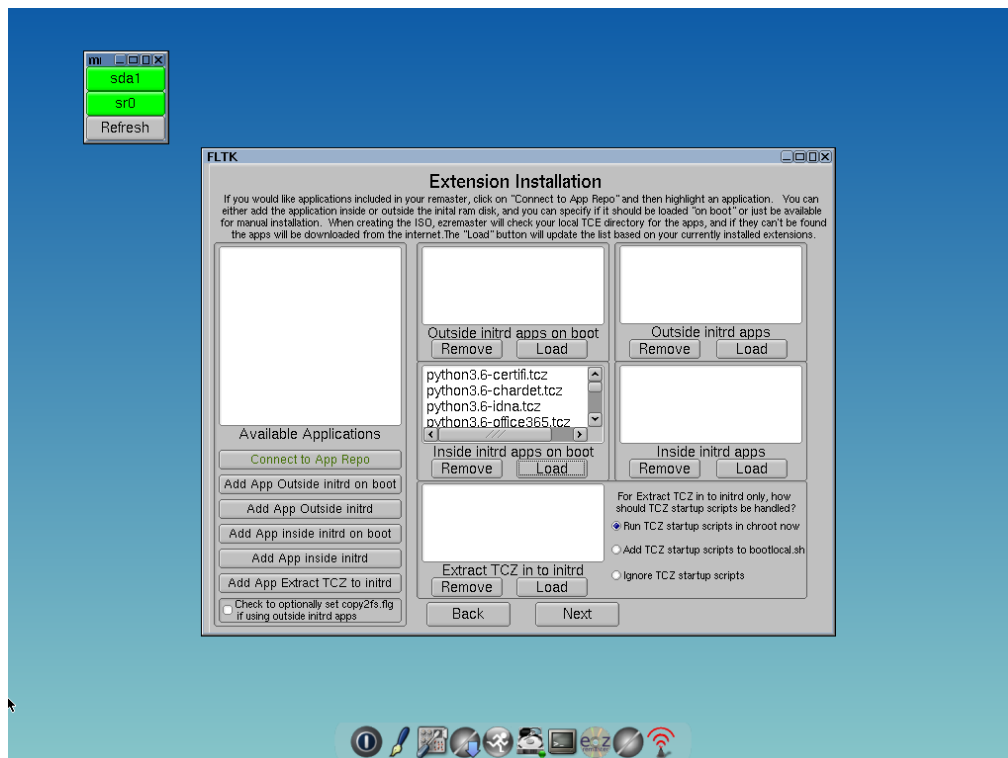 mı
sda1
sr0
Refresh
FLTK
Extension Installation
If you would like applications included in your remaster, click on "Connect to App Repo" and then highlight an application. You can
either add the application inside or outside the inital ram disk, and you can specify if it should be loaded "on boot" or just be available
for manual installation. When creating the ISO, ezremaster will check your local TCE directory for the apps, and if they can't be found
the apps will be downloaded from the internet.The "Load" button will update the list based on your currently installed extensions.
Available Applications
Connect to App Repo
Add App Outside initrd on boot
Add App Outside initrd
Add App inside initrd on boot
Add App inside initrd
Add App Extract TCZ to initrd
Check to optionally set copy2fs.flg
if using outside initrd apps
Outside initrd apps on boot
Remove
Load
Outside initrd apps
Remove
Load
python3.6-certifi.tcz
python3.6-chardet.tcz
python3.6-idna.tcz
python3.6-office365.tcz
Inside initrd apps on boot
Remove
Load
Inside initrd apps
Remove
Load
Extract TCZ in to initrd
Remove
Load
For Extract TCZ in to initrd only, how
should TCZ startup scripts be handled?
Run TCZ startup scripts in chroot now
Add TCZ startup scripts to bootlocal.sh
Ignore TCZ startup scripts
Back
Next